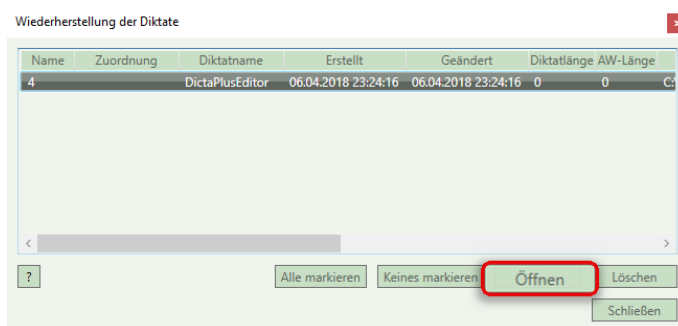 Wiederherstellung der Diktate
Name Zuordnung Diktatname Erstellt Geändert Diktatlänge AW-Länge
4 DictaPlusEditor 06.04.2018 23:24:16 06.04.2018 23:24:16 0 0 C:
? Alle markieren Keines markieren Öffnen Löschen
Schließen